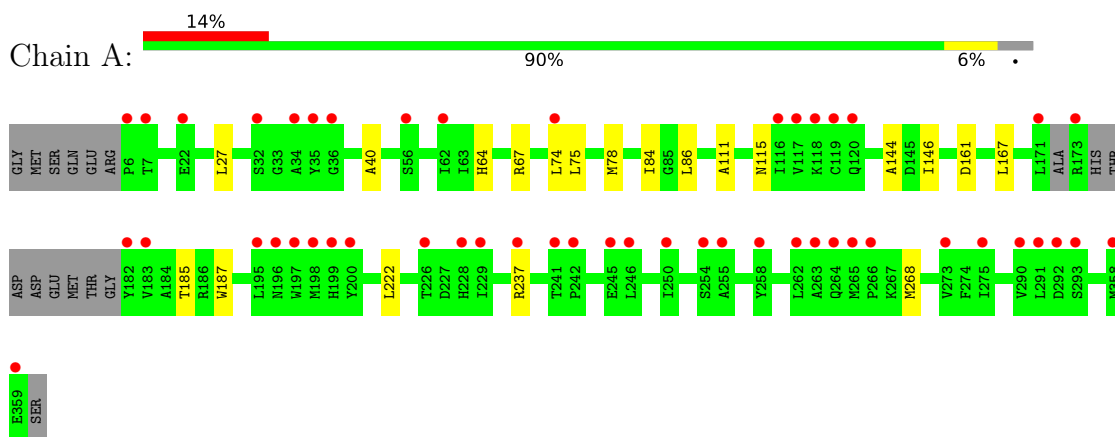 14%
Chain A:
90% 6%
GLY MET SER GLN GLU ARG P6 T7 E22 L27 S32 G33 A34 Y35 G36 A40 S56 I62 I63 H64 R67 L74 L75 M78 I84 G85 L86 A111 N115 I116 V117 K118 C119 Q120 A144 D145 I146 D161 L167 L171 ALA R173 HIS THR
ASP ASP GLU MET THR GLY Y182 V183 A184 T185 R186 W187 L195 N196 W197 M198 H199 Y200 L222 T226 D227 H228 I229 R237 T241 P242 E245 L246 I250 S254 A255 Y258 L262 A263 Q264 M265 P266 K267 M268 V273 F274 I275 V290 L291 D292 S293 M358
E359 SER